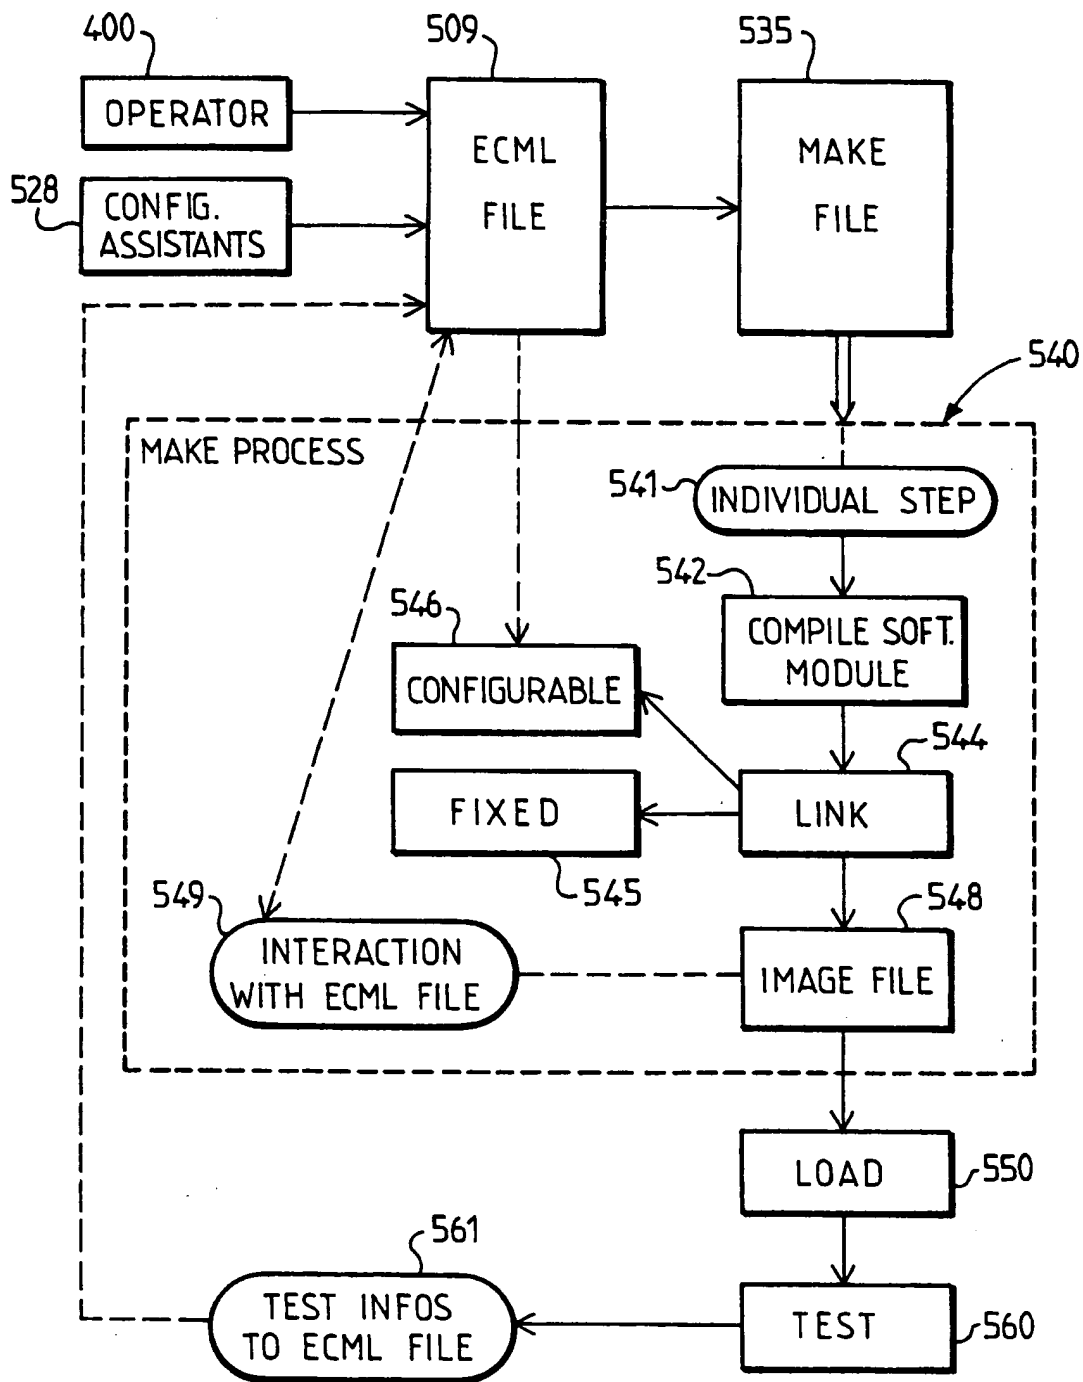 400
509
535
OPERATOR
ECML
FILE
MAKE
FILE
528
CONFIG.
ASSISTANTS
540
MAKE PROCESS
541
INDIVIDUAL STEP
542
COMPILE SOFT.
MODULE
546
CONFIGURABLE
544
LINK
FIXED
545
549
INTERACTION
WITH ECML FILE
548
IMAGE FILE
LOAD
550
561
TEST INFOS
TO ECML FILE
TEST
560